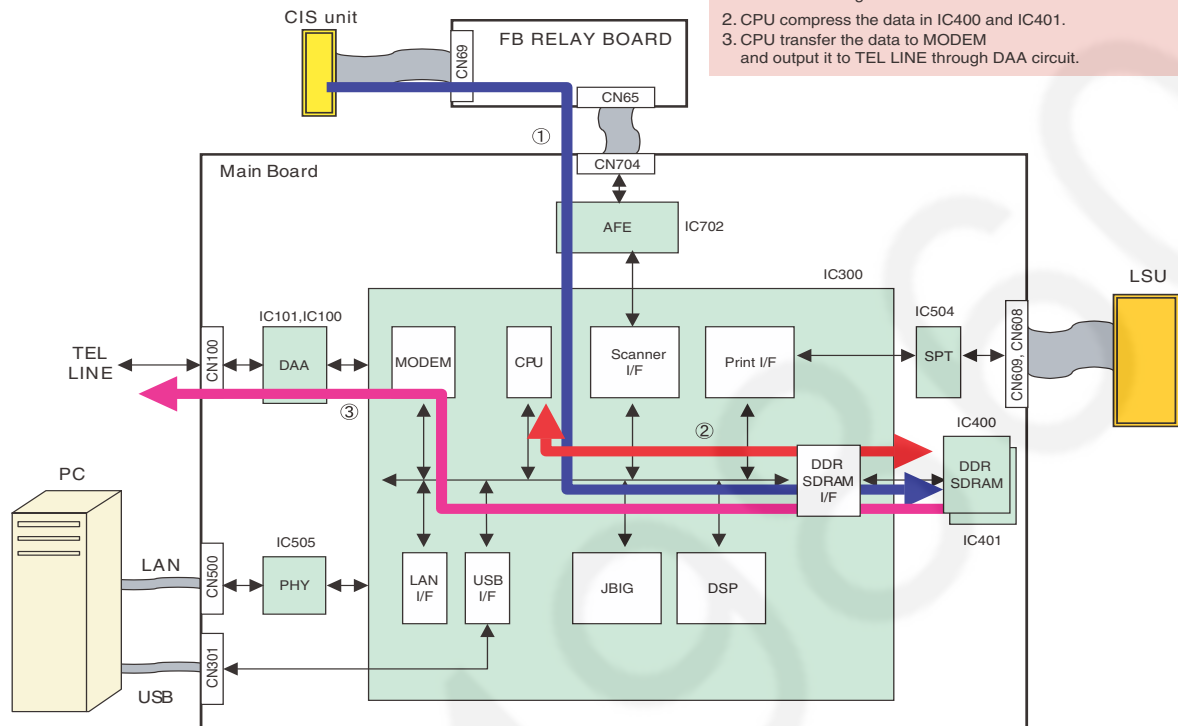 2. CPU compress the data in IC400 and IC401.
3. CPU transfer the data to MODEM
and output it to TEL LINE through DAA circuit.
CIS unit
FB RELAY BOARD
CN69
CN65
①
CN704
Main Board
AFE
IC702
IC300
LSU
IC101,IC100
IC504
TEL
LINE
CN100
DAA
MODEM
CPU
Scanner
I/F
Print I/F
SPT
CN609, CN608
③
②
IC400
DDR
SDRAM
I/F
DDR
SDRAM
IC401
PC
IC505
LAN
CN500
PHY
LAN
I/F
USB
I/F
JBIG
DSP
CN301
USB